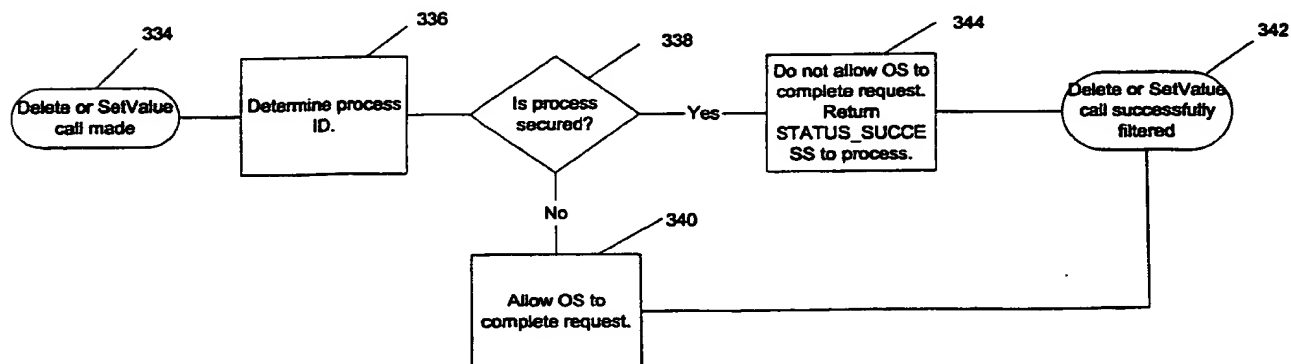 334
Delete or SetValue
call made
336
Determine process
ID.
338
Is process
secured?
Yes
344
Do not allow OS to
complete request.
Return
STATUS_SUCCE
SS to process.
342
Delete or SetValue
call successfully
filtered
No
340
Allow OS to
complete request.